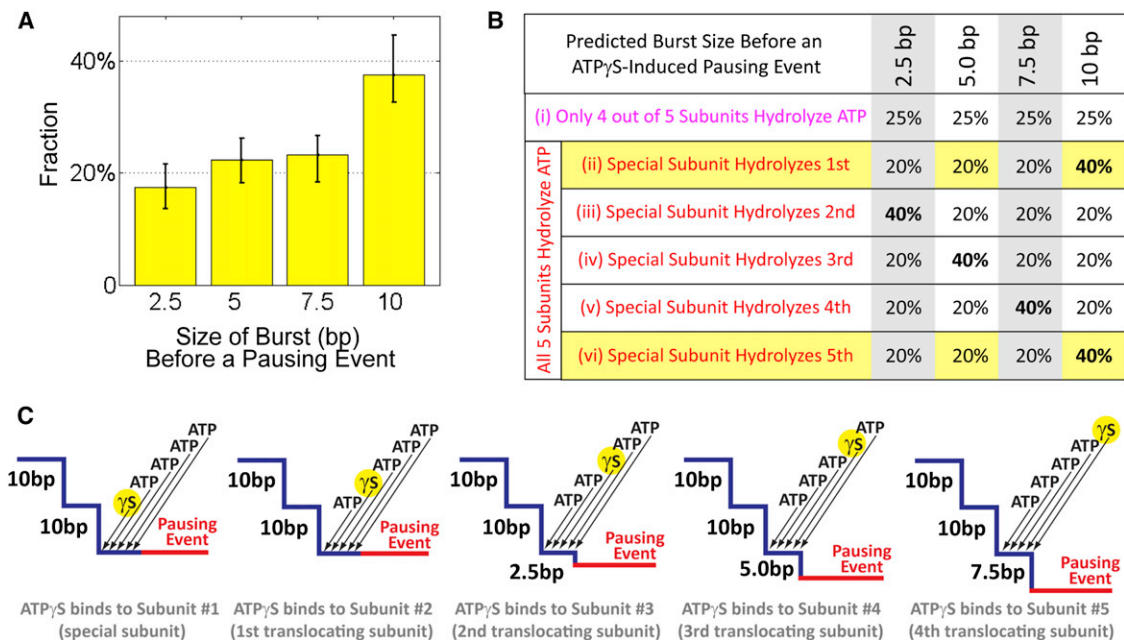 A
Fraction
40%
20%
0
2.5
5
7.5
10
Size of Burst (bp)
Before a Pausing Event
B
Predicted Burst Size Before an
ATPγS-Induced Pausing Event
2.5 bp
5.0 bp
7.5 bp
10 bp
(i) Only 4 out of 5 Subunits Hydrolyze ATP
25%
25%
25%
25%
All 5 Subunits Hydrolyze ATP
(ii) Special Subunit Hydrolyzes 1st
20%
20%
20%
40%
(iii) Special Subunit Hydrolyzes 2nd
40%
20%
20%
20%
(iv) Special Subunit Hydrolyzes 3rd
20%
40%
20%
20%
(v) Special Subunit Hydrolyzes 4th
20%
20%
40%
20%
(vi) Special Subunit Hydrolyzes 5th
20%
20%
20%
40%
C
10bp
10bp
γS
ATP
ATP
ATP
ATP
Pausing
Event
ATPγS binds to Subunit #1
(special subunit)
10bp
10bp
ATP
γS
ATP
ATP
ATP
Pausing
Event
ATPγS binds to Subunit #2
(1st translocating subunit)
10bp
10bp
2.5bp
ATP
ATP
γS
ATP
ATP
Pausing
Event
ATPγS binds to Subunit #3
(2nd translocating subunit)
10bp
10bp
5.0bp
ATP
ATP
ATP
γS
ATP
Pausing
Event
ATPγS binds to Subunit #4
(3rd translocating subunit)
10bp
10bp
7.5bp
ATP
ATP
ATP
ATP
γS
Pausing
Event
ATPγS binds to Subunit #5
(4th translocating subunit)